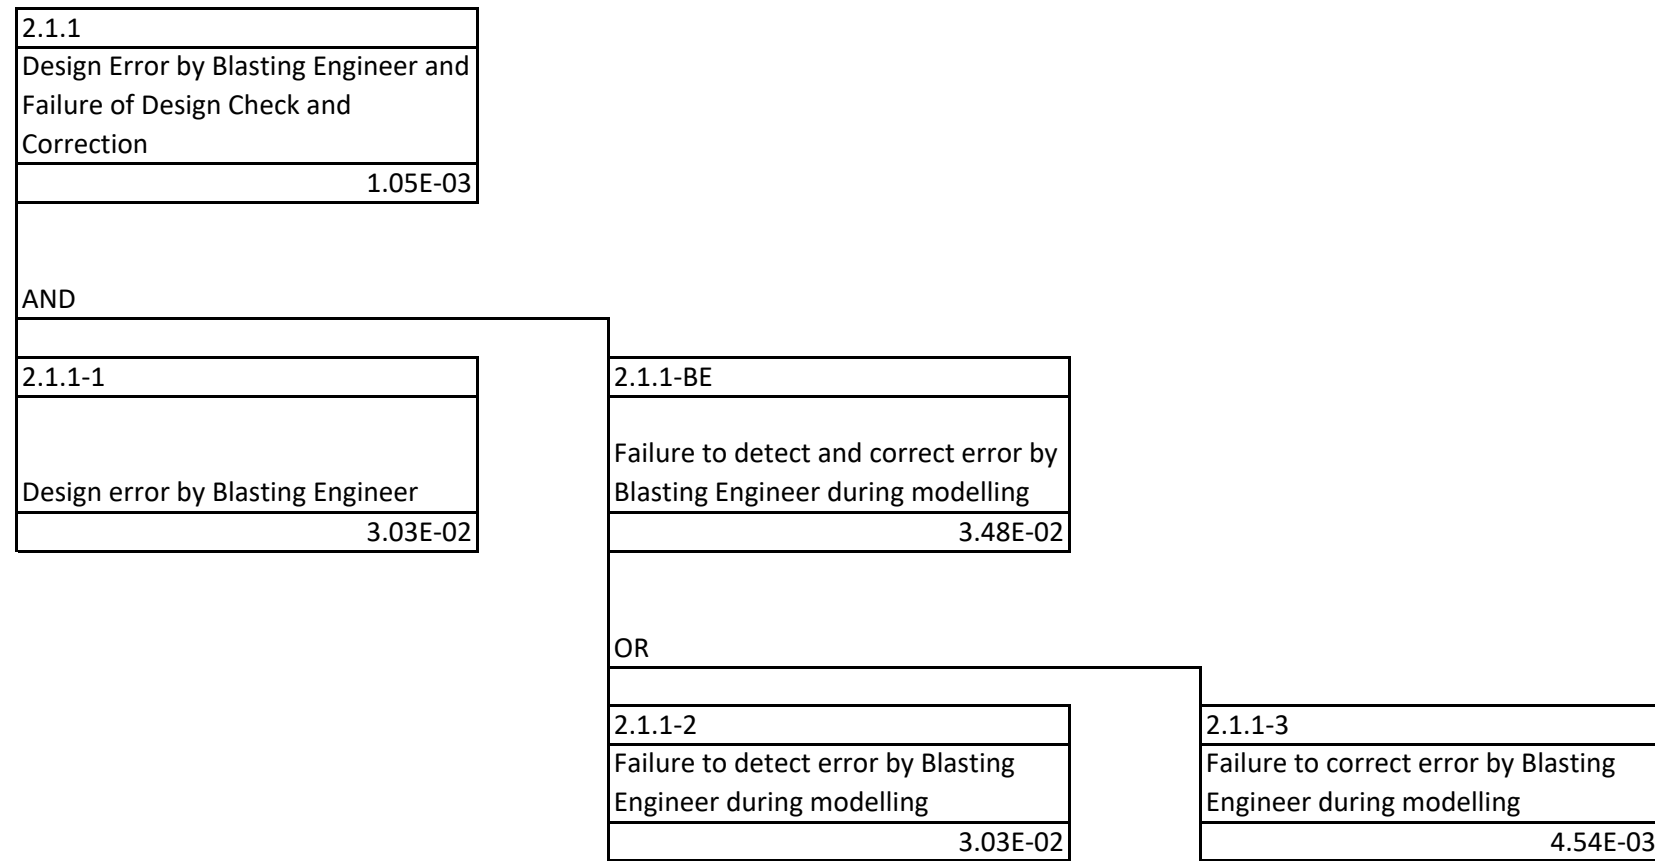 2.1.1
Design Error by Blasting Engineer and
Failure of Design Check and
Correction
1.05E-03
AND
2.1.1-1
Design error by Blasting Engineer
3.03E-02
2.1.1-BE
Failure to detect and correct error by
Blasting Engineer during modelling
3.48E-02
OR
2.1.1-2
Failure to detect error by Blasting
Engineer during modelling
3.03E-02
2.1.1-3
Failure to correct error by Blasting
Engineer during modelling
4.54E-03